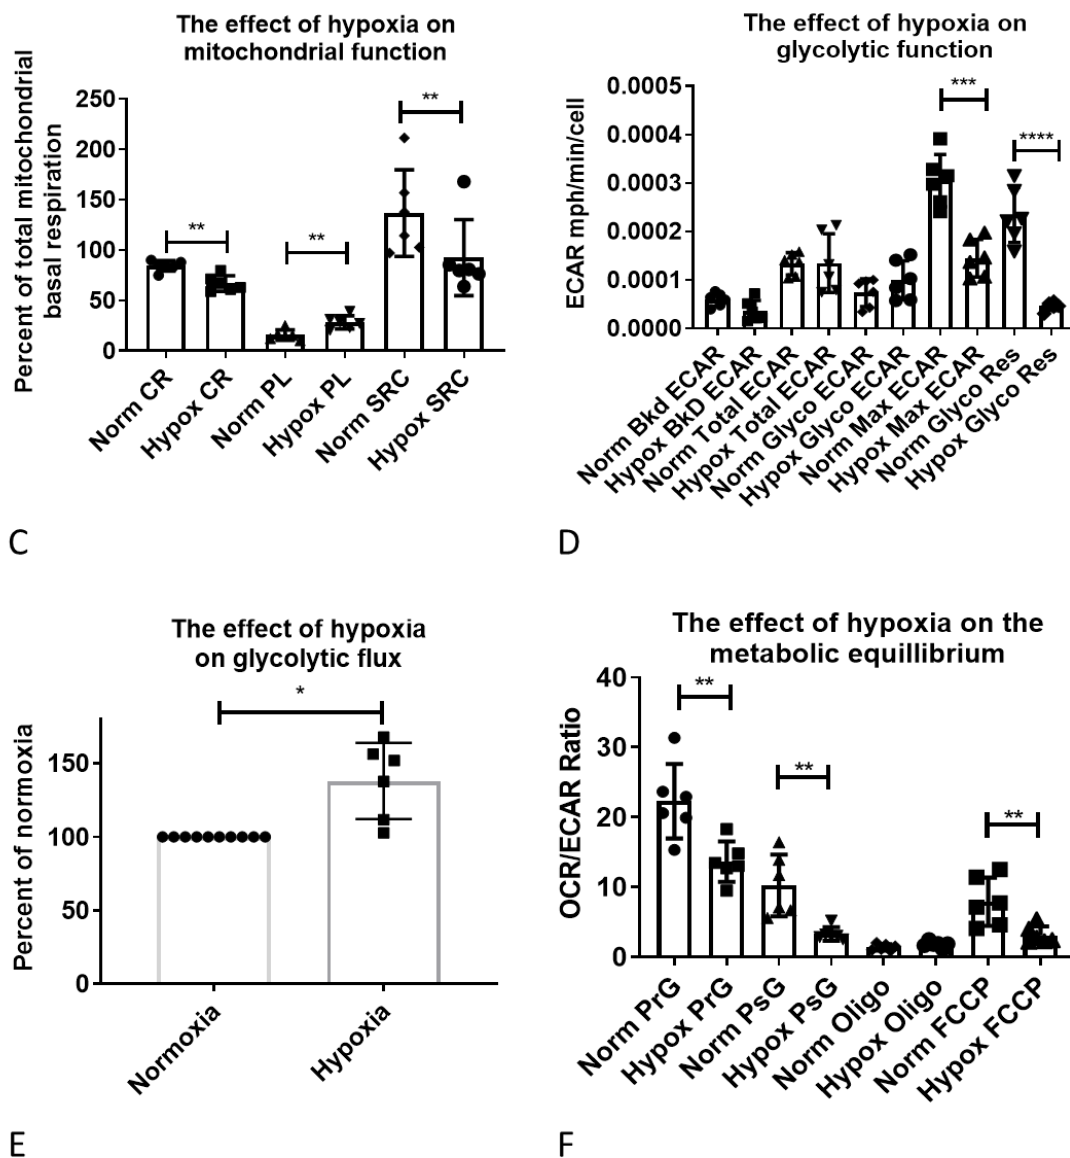 The effect of hypoxia on
mitochondrial function
Percent of total mitochondrial
basal respiration
250
200
150
100
50
0
**
**
**
Norm CR
Hypox CR
Norm PL
Hypox PL
Norm SRC
Hypox SRC
C
The effect of hypoxia on
glycolytic function
ECAR mph/min/cell
0.0005
0.0004
0.0003
0.0002
0.0001
0.0000
***
****
Norm Bkd ECAR
Hypox BkD ECAR
Norm Total ECAR
Hypox Total ECAR
Norm Glyco ECAR
Hypox Glyco ECAR
Norm Max ECAR
Hypox Max ECAR
Norm Glyco Res
Hypox Glyco Res
D
The effect of hypoxia
on glycolytic flux
Percent of normoxia
150
100
50
0
*
Normoxia
Hypoxia
E
The effect of hypoxia on the
metabolic equillibrium
OCR/ECAR Ratio
40
30
20
10
0
**
**
**
Norm PrG
Hypox PrG
Norm PsG
Hypox PsG
Norm Oligo
Hypox Oligo
Norm FCCP
Hypox FCCP
F